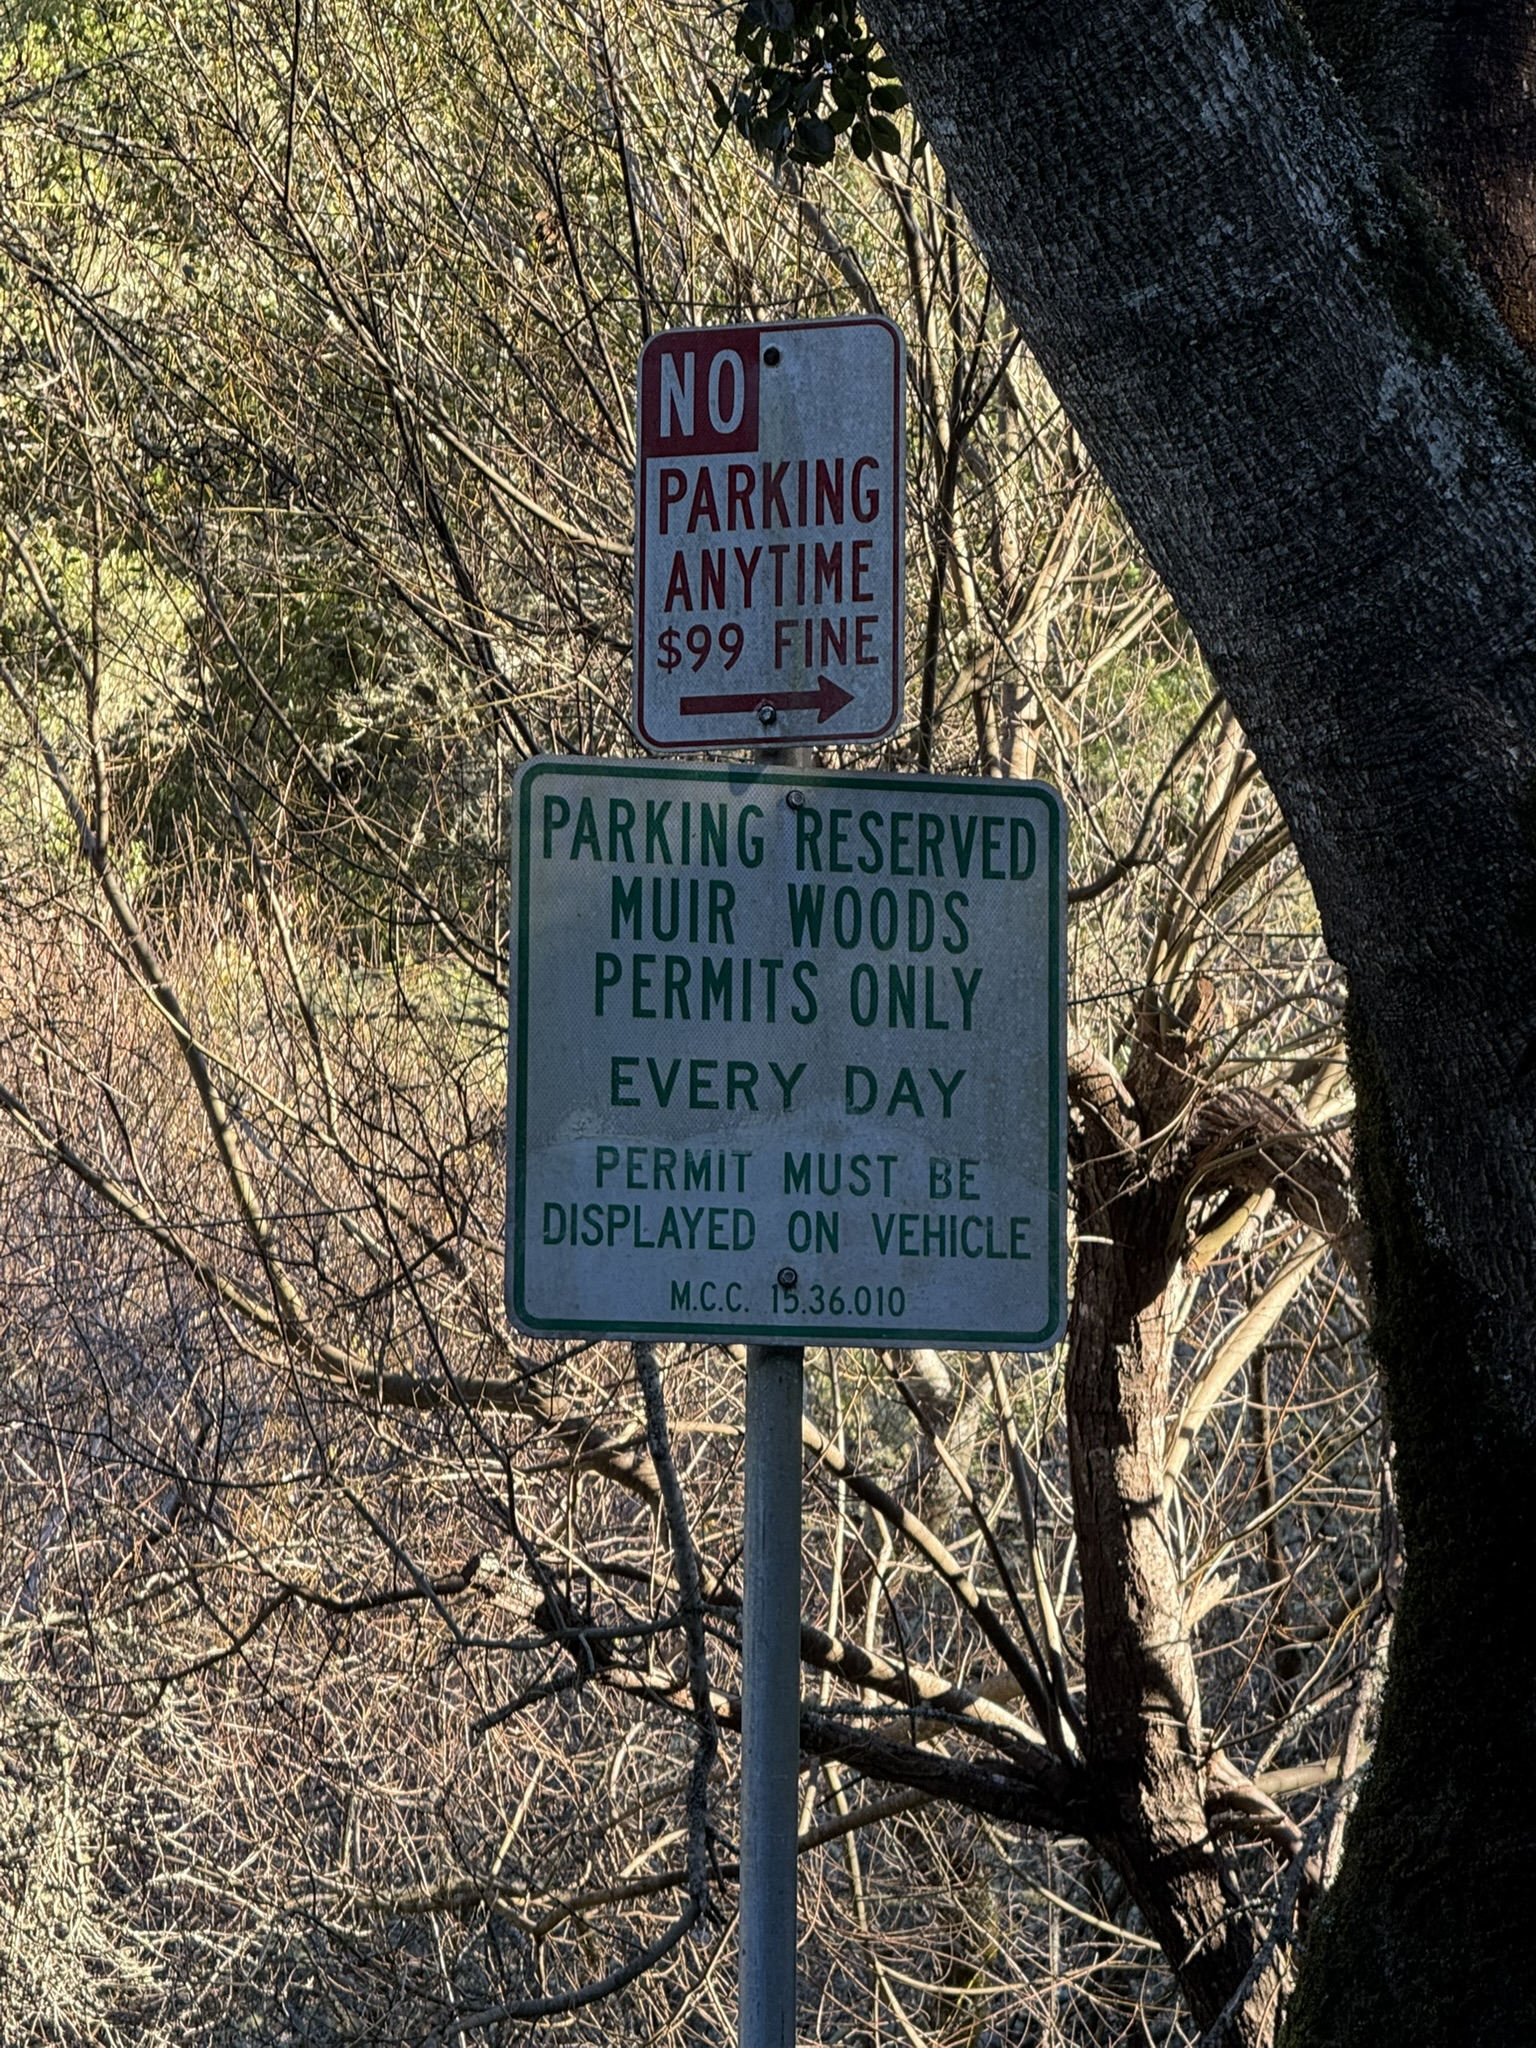 NO
PARKING
ANYTIME
$99 FINE
PARKING RESERVED
MUIR WOODS
PERMITS ONLY
EVERY DAY
PERMIT MUST BE
DISPLAYED ON VEHICLE
M.C.C. 15.36.010